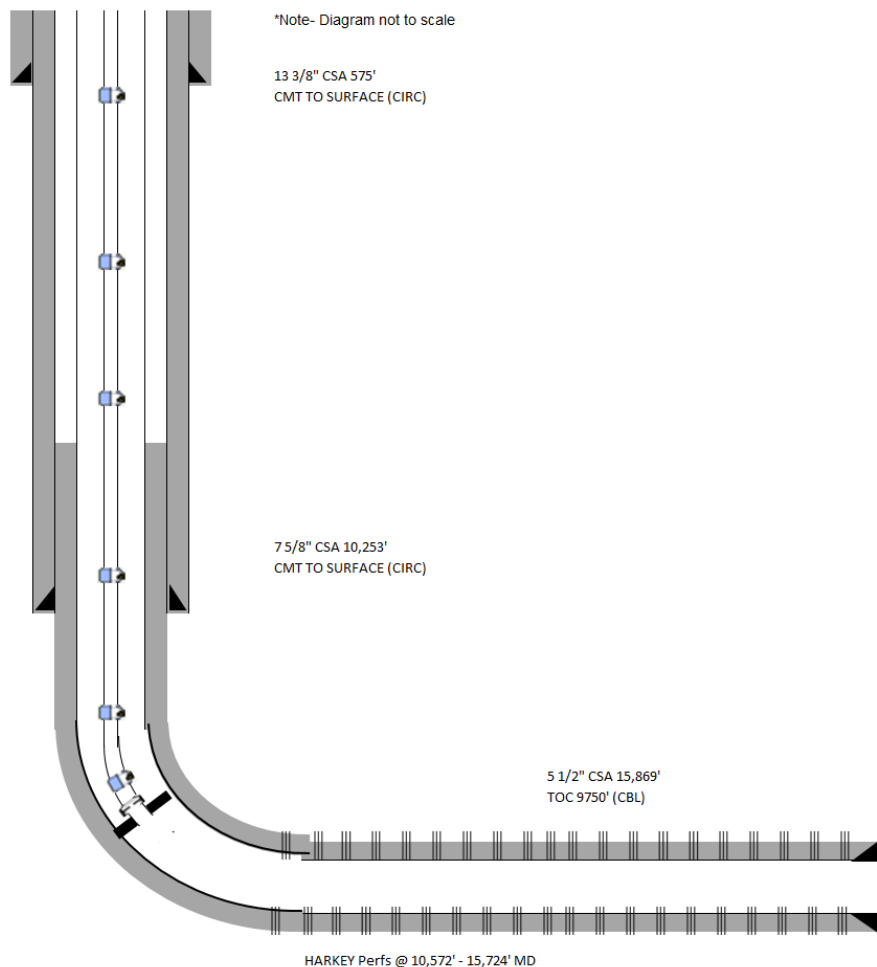 *Note- Diagram not to scale
13 3/8" CSA 575'
CMT TO SURFACE (CIRC)
7 5/8" CSA 10,253'
CMT TO SURFACE (CIRC)
5 1/2" CSA 15,869'
TOC 9750' (CBL)
HARKEY Perfs @ 10,572' - 15,724' MD